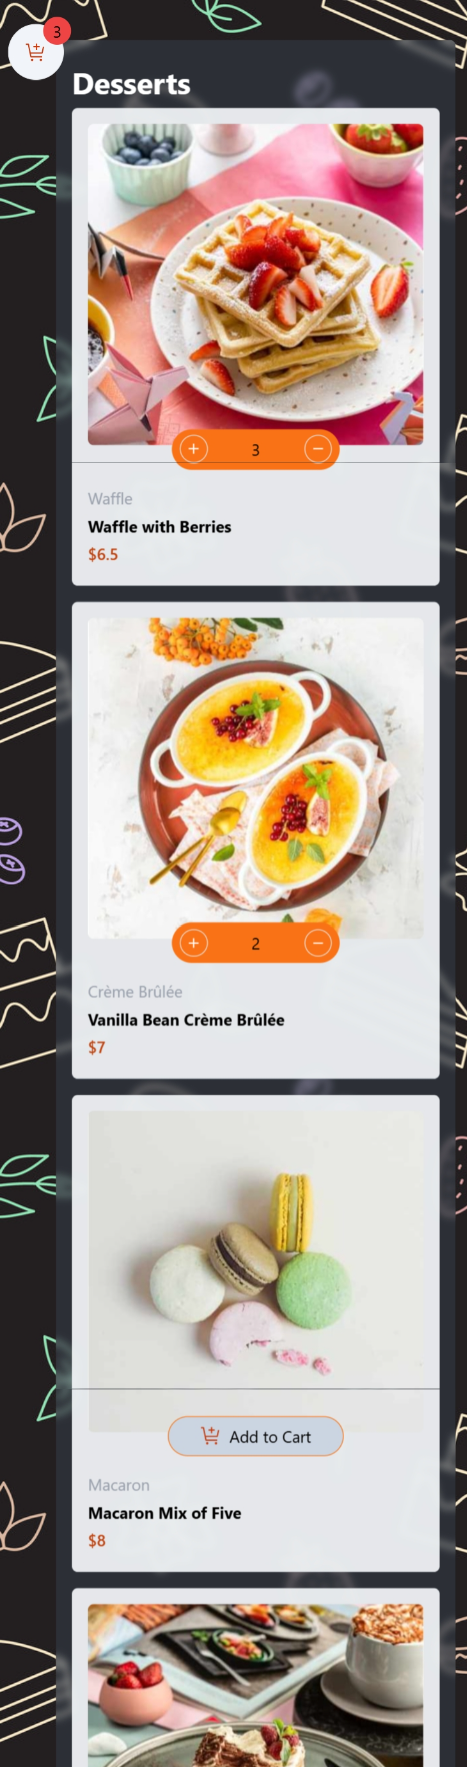 3
Desserts
+ 3 −
Waffle
Waffle with Berries
$6.5
+ 2 −
Crème Brûlée
Vanilla Bean Crème Brûlée
$7
Add to Cart
Macaron
Macaron Mix of Five
$8